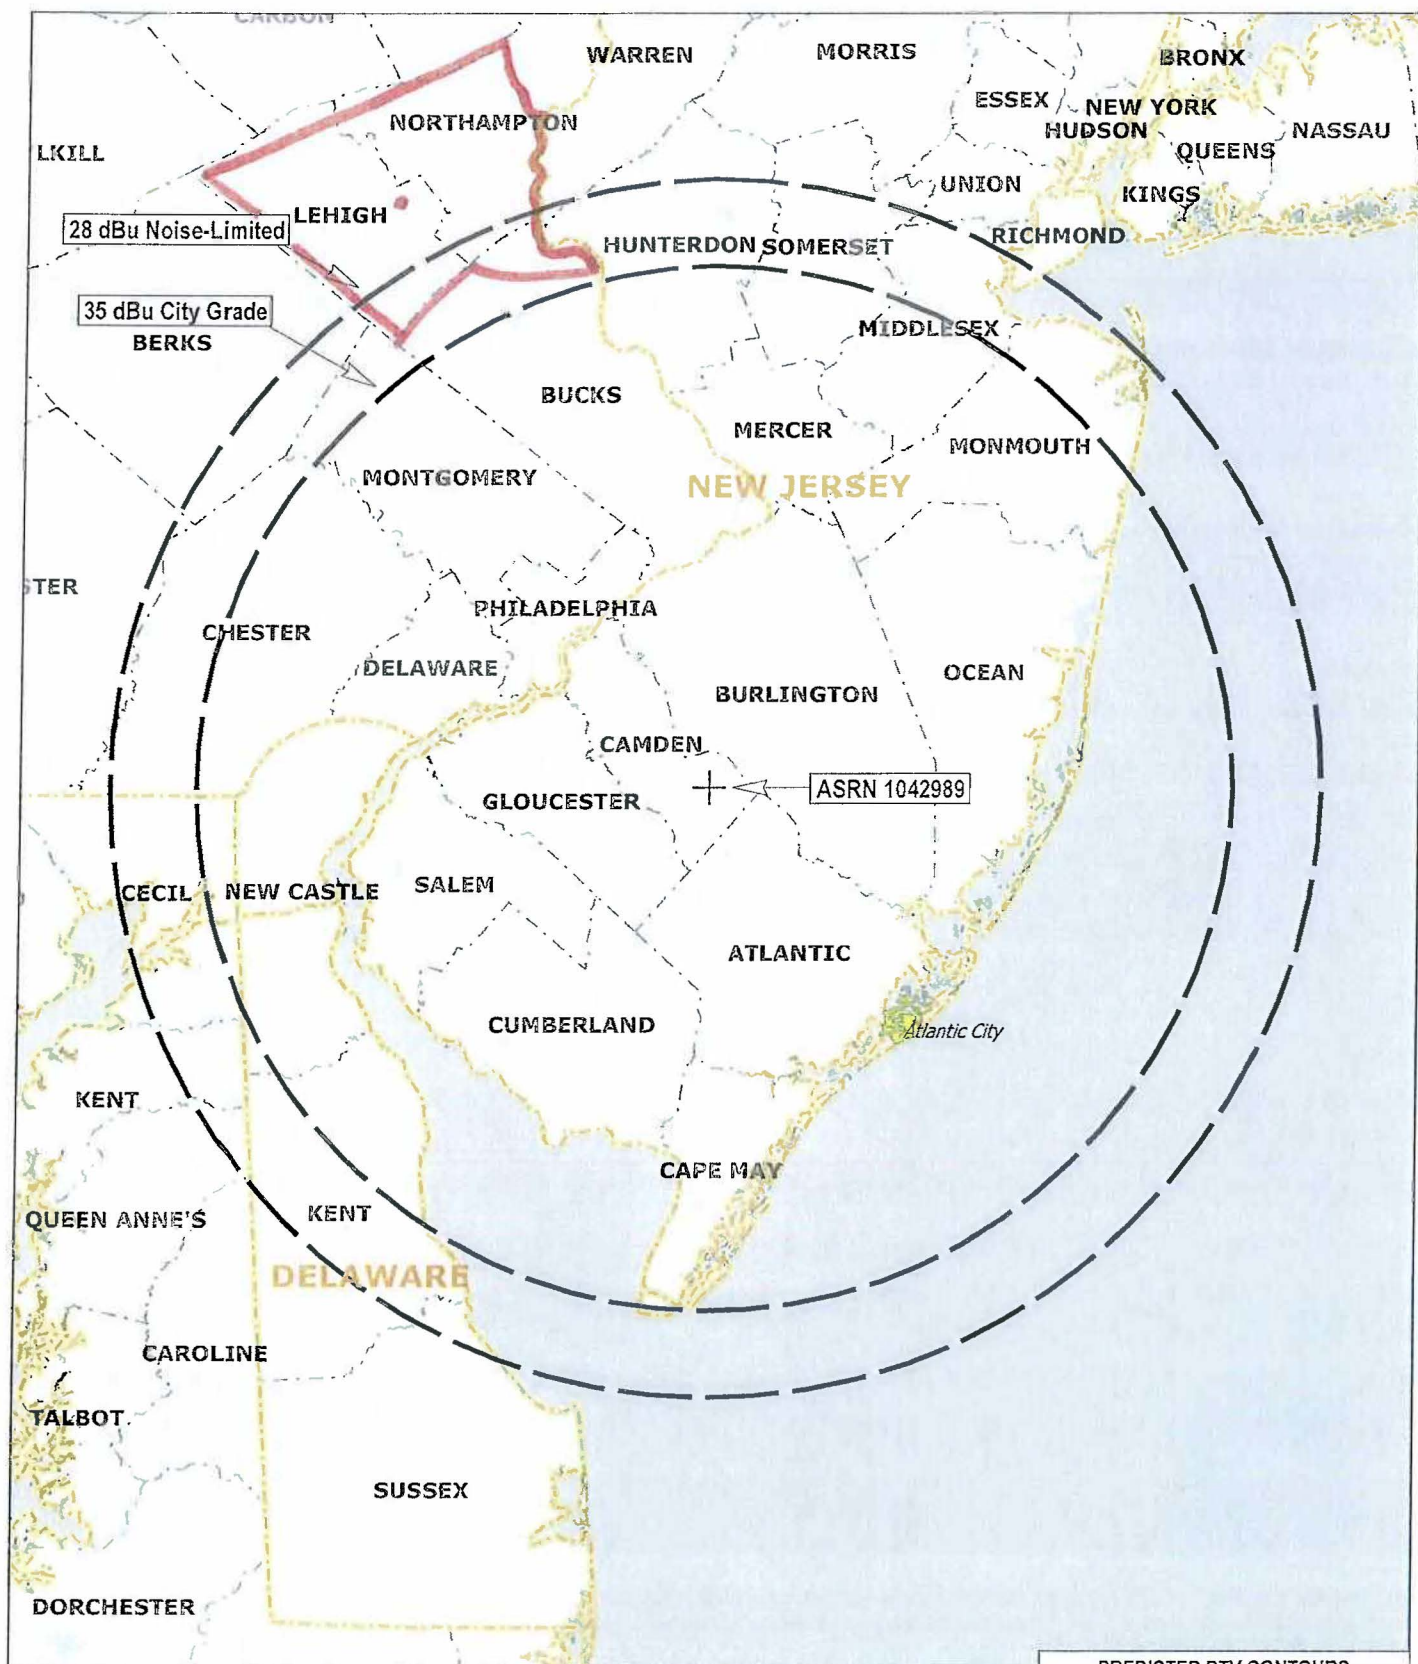 CARBON
WARREN
MORRIS
BRONX
ESSEX
NEW YORK
NORTHAMPTON
HUDSON
NASSAU
LKILL
QUEENS
UNION
KINGS
LEHIGH
28 dBu Noise-Limited
HUNTERDON
SOMERSET
RICHMOND
35 dBu City Grade
MIDDLESEX
BERKS
BUCKS
MERCER
MONMOUTH
MONTGOMERY
NEW JERSEY
STER
PHILADELPHIA
CHESTER
DELAWARE
OCEAN
BURLINGTON
CAMDEN
ASRN 1042989
GLOUCESTER
CECIL
NEW CASTLE
SALEM
ATLANTIC
CUMBERLAND
Atlantic City
KENT
CAPE MAY
QUEEN ANNE'S
KENT
DELAWARE
CAROLINE
TALBOT
SUSSEX
DORCHESTER
PREDICTED DTV CONTOURS